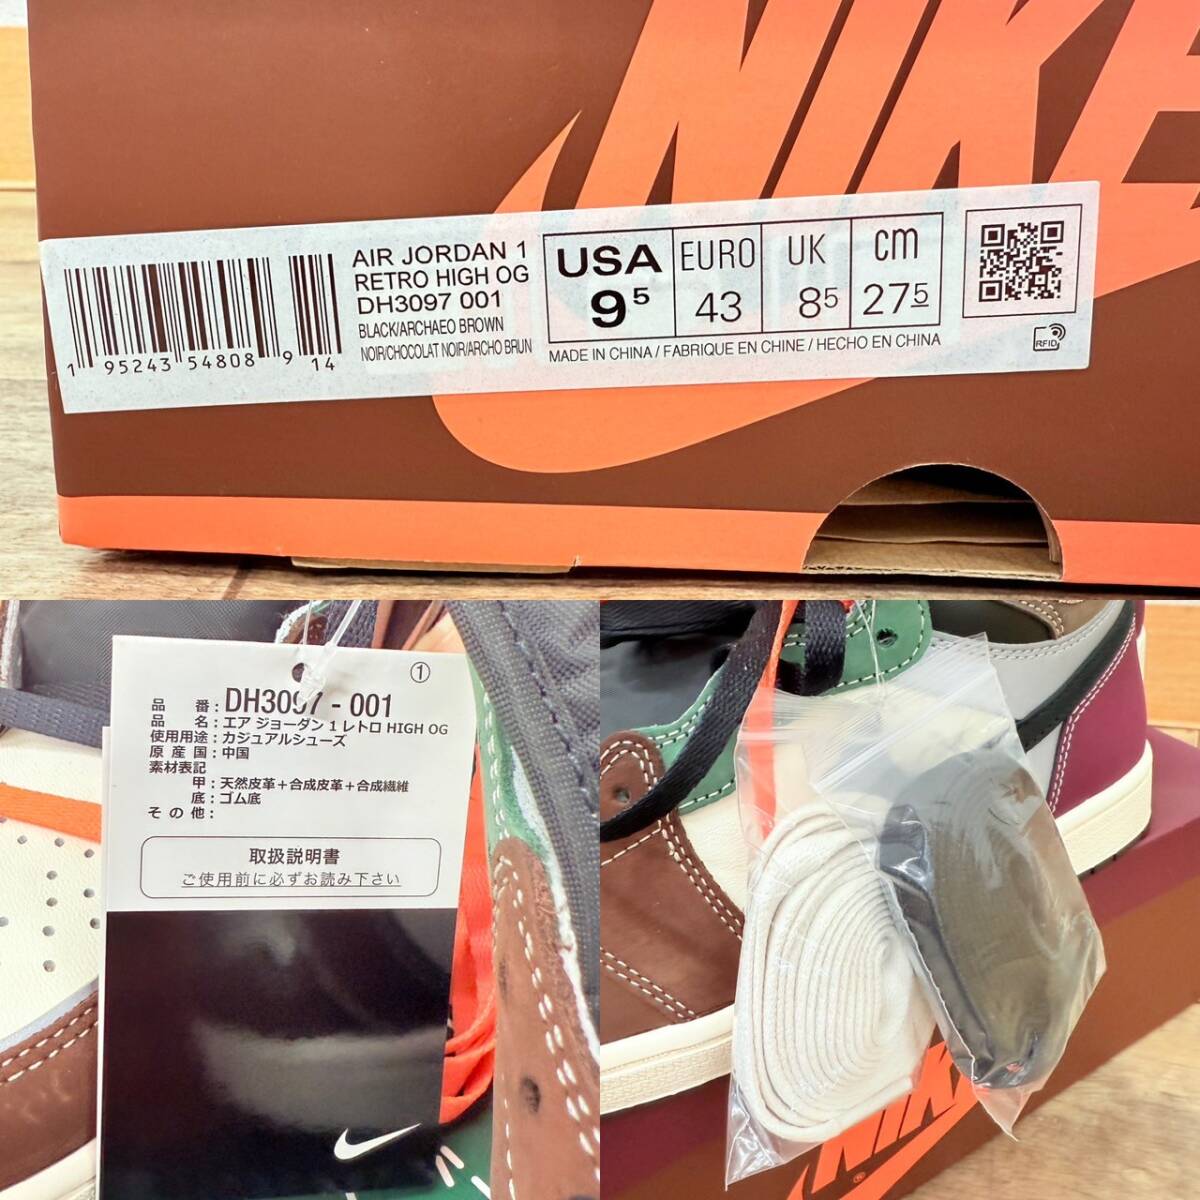 NIKE
AIR JORDAN 1
RETRO HIGH OG
DH3097 001
BLACK/ARCHAEO BROWN
NOIR/CHOCOLAT NOIR/ARCHO BRUN
1 95243 54808 9 14
USA
9 5
EURO
43
UK
8 5
cm
27 5
MADE IN CHINA / FABRIQUE EN CHINE / HECHO EN CHINA
RFID
①
品番：DH3097 - 001
品名：エア ジョーダン 1 レトロ HIGH OG
使用用途：カジュアルシューズ
原産国：中国
素材表記
甲：天然皮革＋合成皮革＋合成繊維
底：ゴム底
その他：
取扱説明書
ご使用前に必ずお読み下さい
NIKE